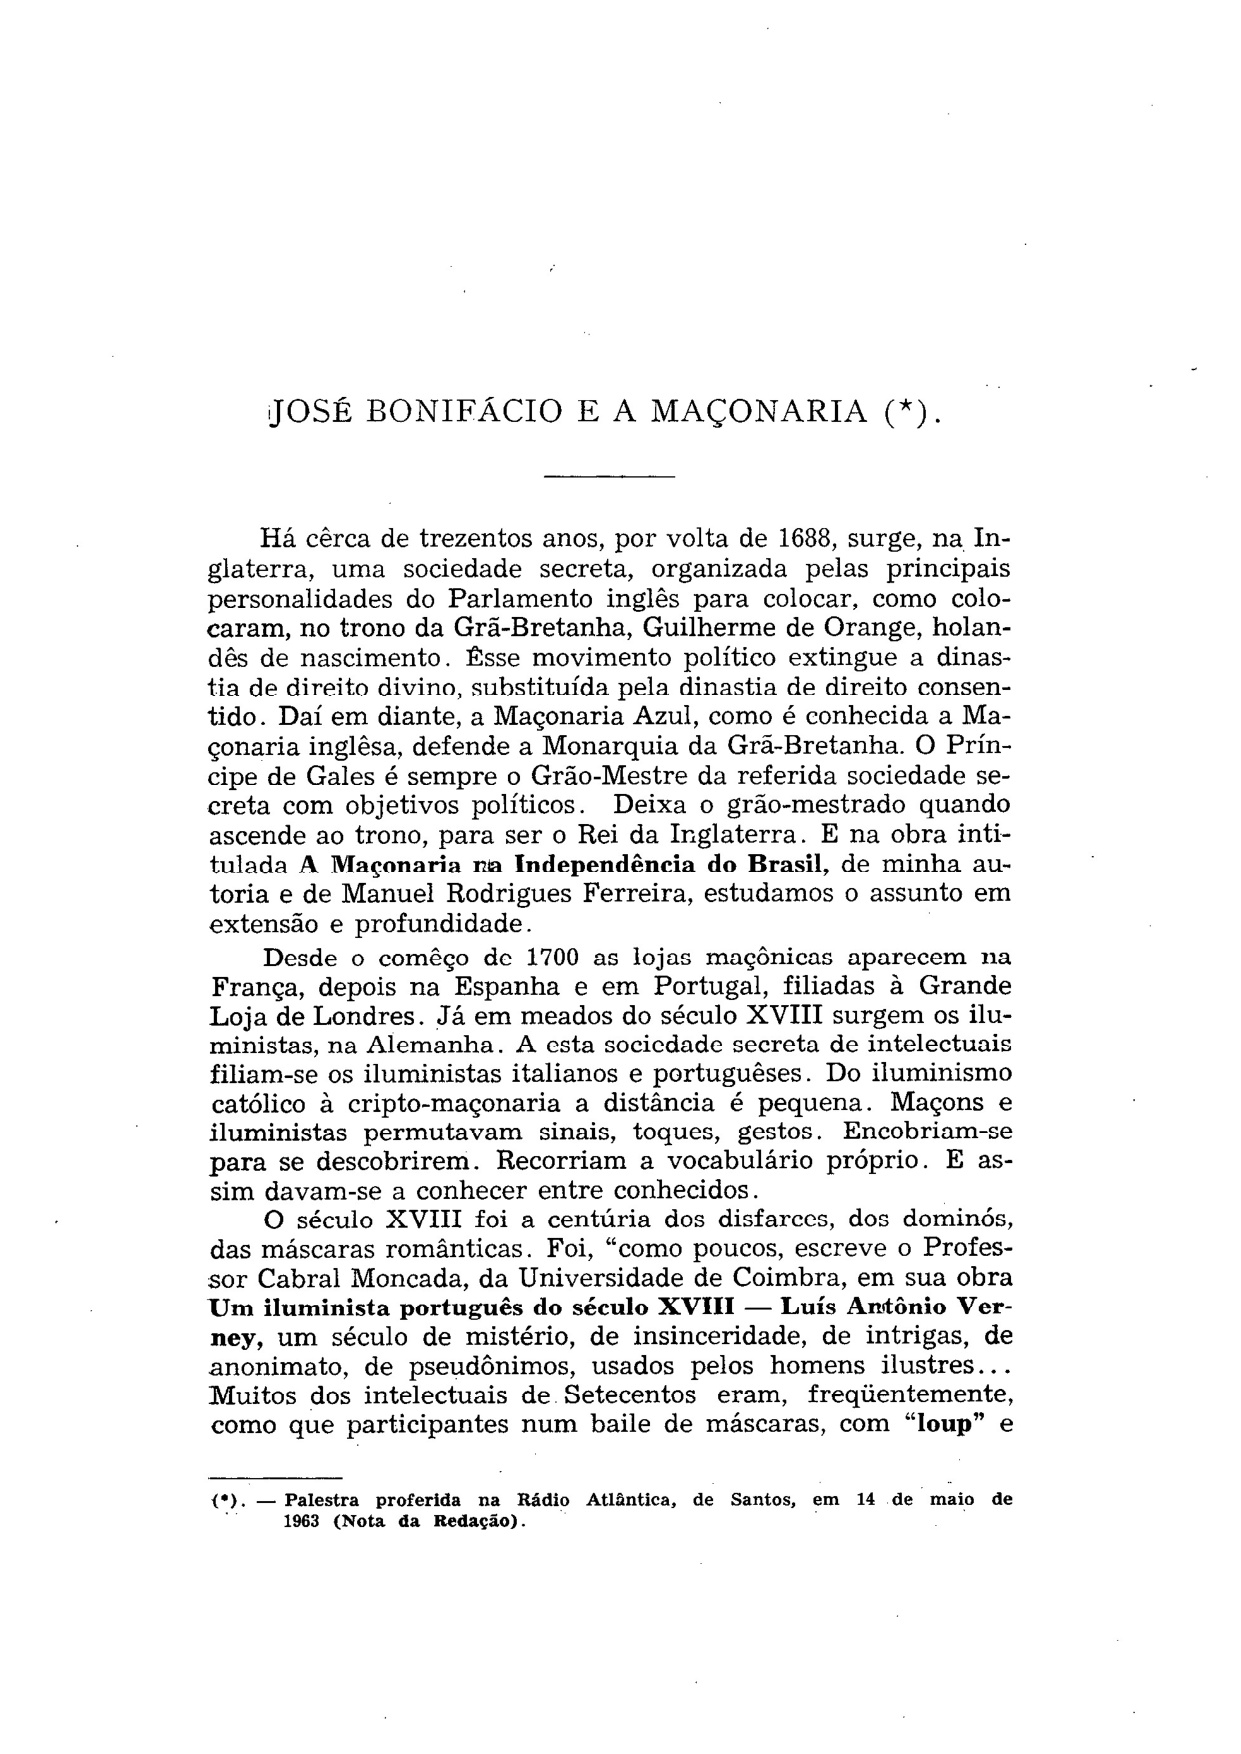 JOSÉ BONIFÁCIO E A MAÇONARIA (*).
Há cêrca de trezentos anos, por volta de 1688, surge, na In-
glaterra, uma sociedade secreta, organizada pelas principais
personalidades do Parlamento inglês para colocar, como colo-
caram, no trono da Grã-Bretanha, Guilherme de Orange, holan-
dês de nascimento. Êsse movimento político extingue a dinas-
tia de direito divino, substituída pela dinastia de direito consen-
tido. Daí em diante, a Maçonaria Azul, como é conhecida a Ma-
çonaria inglêsa, defende a Monarquia da Grã-Bretanha. O Prín-
cipe de Gales é sempre o Grão-Mestre da referida sociedade se-
creta com objetivos políticos. Deixa o grão-mestrado quando
ascende ao trono, para ser o Rei da Inglaterra. E na obra inti-
tulada A Maçonaria na Independência do Brasil, de minha au-
toria e de Manuel Rodrigues Ferreira, estudamos o assunto em
extensão e profundidade.
Desde o comêço de 1700 as lojas maçônicas aparecem na
França, depois na Espanha e em Portugal, filiadas à Grande
Loja de Londres. Já em meados do século XVIII surgem os ilu-
ministas, na Alemanha. A esta sociedade secreta de intelectuais
filiam-se os iluministas italianos e portuguêses. Do iluminismo
católico à cripto-maçonaria a distância é pequena. Maçons e
iluministas permutavam sinais, toques, gestos. Encobriam-se
para se descobrirem. Recorriam a vocabulário próprio. E as-
sim davam-se a conhecer entre conhecidos.
O século XVIII foi a centúria dos disfarces, dos dominós,
das máscaras românticas. Foi, "como poucos, escreve o Profes-
sor Cabral Moncada, da Universidade de Coimbra, em sua obra
Um iluminista português do século XVIII — Luís Antônio Ver-
ney, um século de mistério, de insinceridade, de intrigas, de
anonimato, de pseudônimos, usados pelos homens ilustres...
Muitos dos intelectuais de Setecentos eram, freqüentemente,
como que participantes num baile de máscaras, com "loup" e
(*). — Palestra proferida na Rádio Atlântica, de Santos, em 14 de maio de
1963 (Nota da Redação).